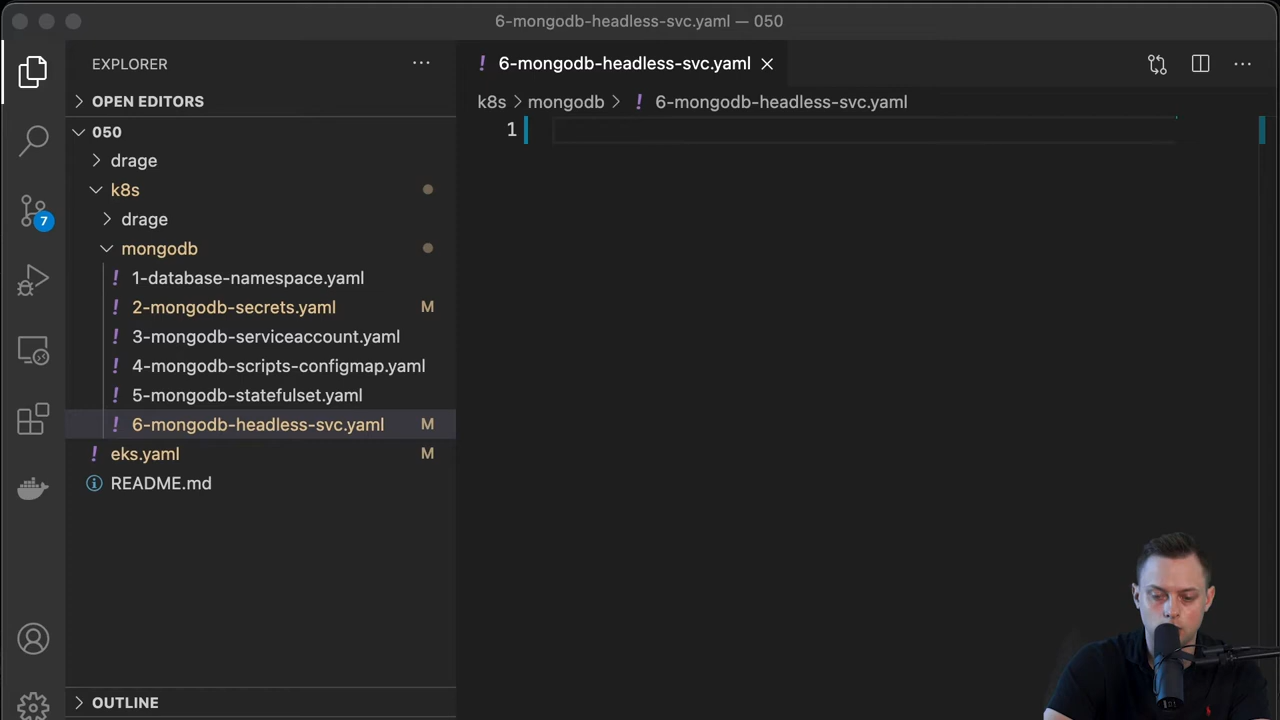 6-mongodb-headless-svc.yaml — 050
EXPLORER
6-mongodb-headless-svc.yaml
OPEN EDITORS
k8s > mongodb > 6-mongodb-headless-svc.yaml
050
1
drage
k8s
drage
7
mongodb
1-database-namespace.yaml
2-mongodb-secrets.yaml M
3-mongodb-serviceaccount.yaml
4-mongodb-scripts-configmap.yaml
5-mongodb-statefulset.yaml
6-mongodb-headless-svc.yaml M
eks.yaml M
README.md
OUTLINE